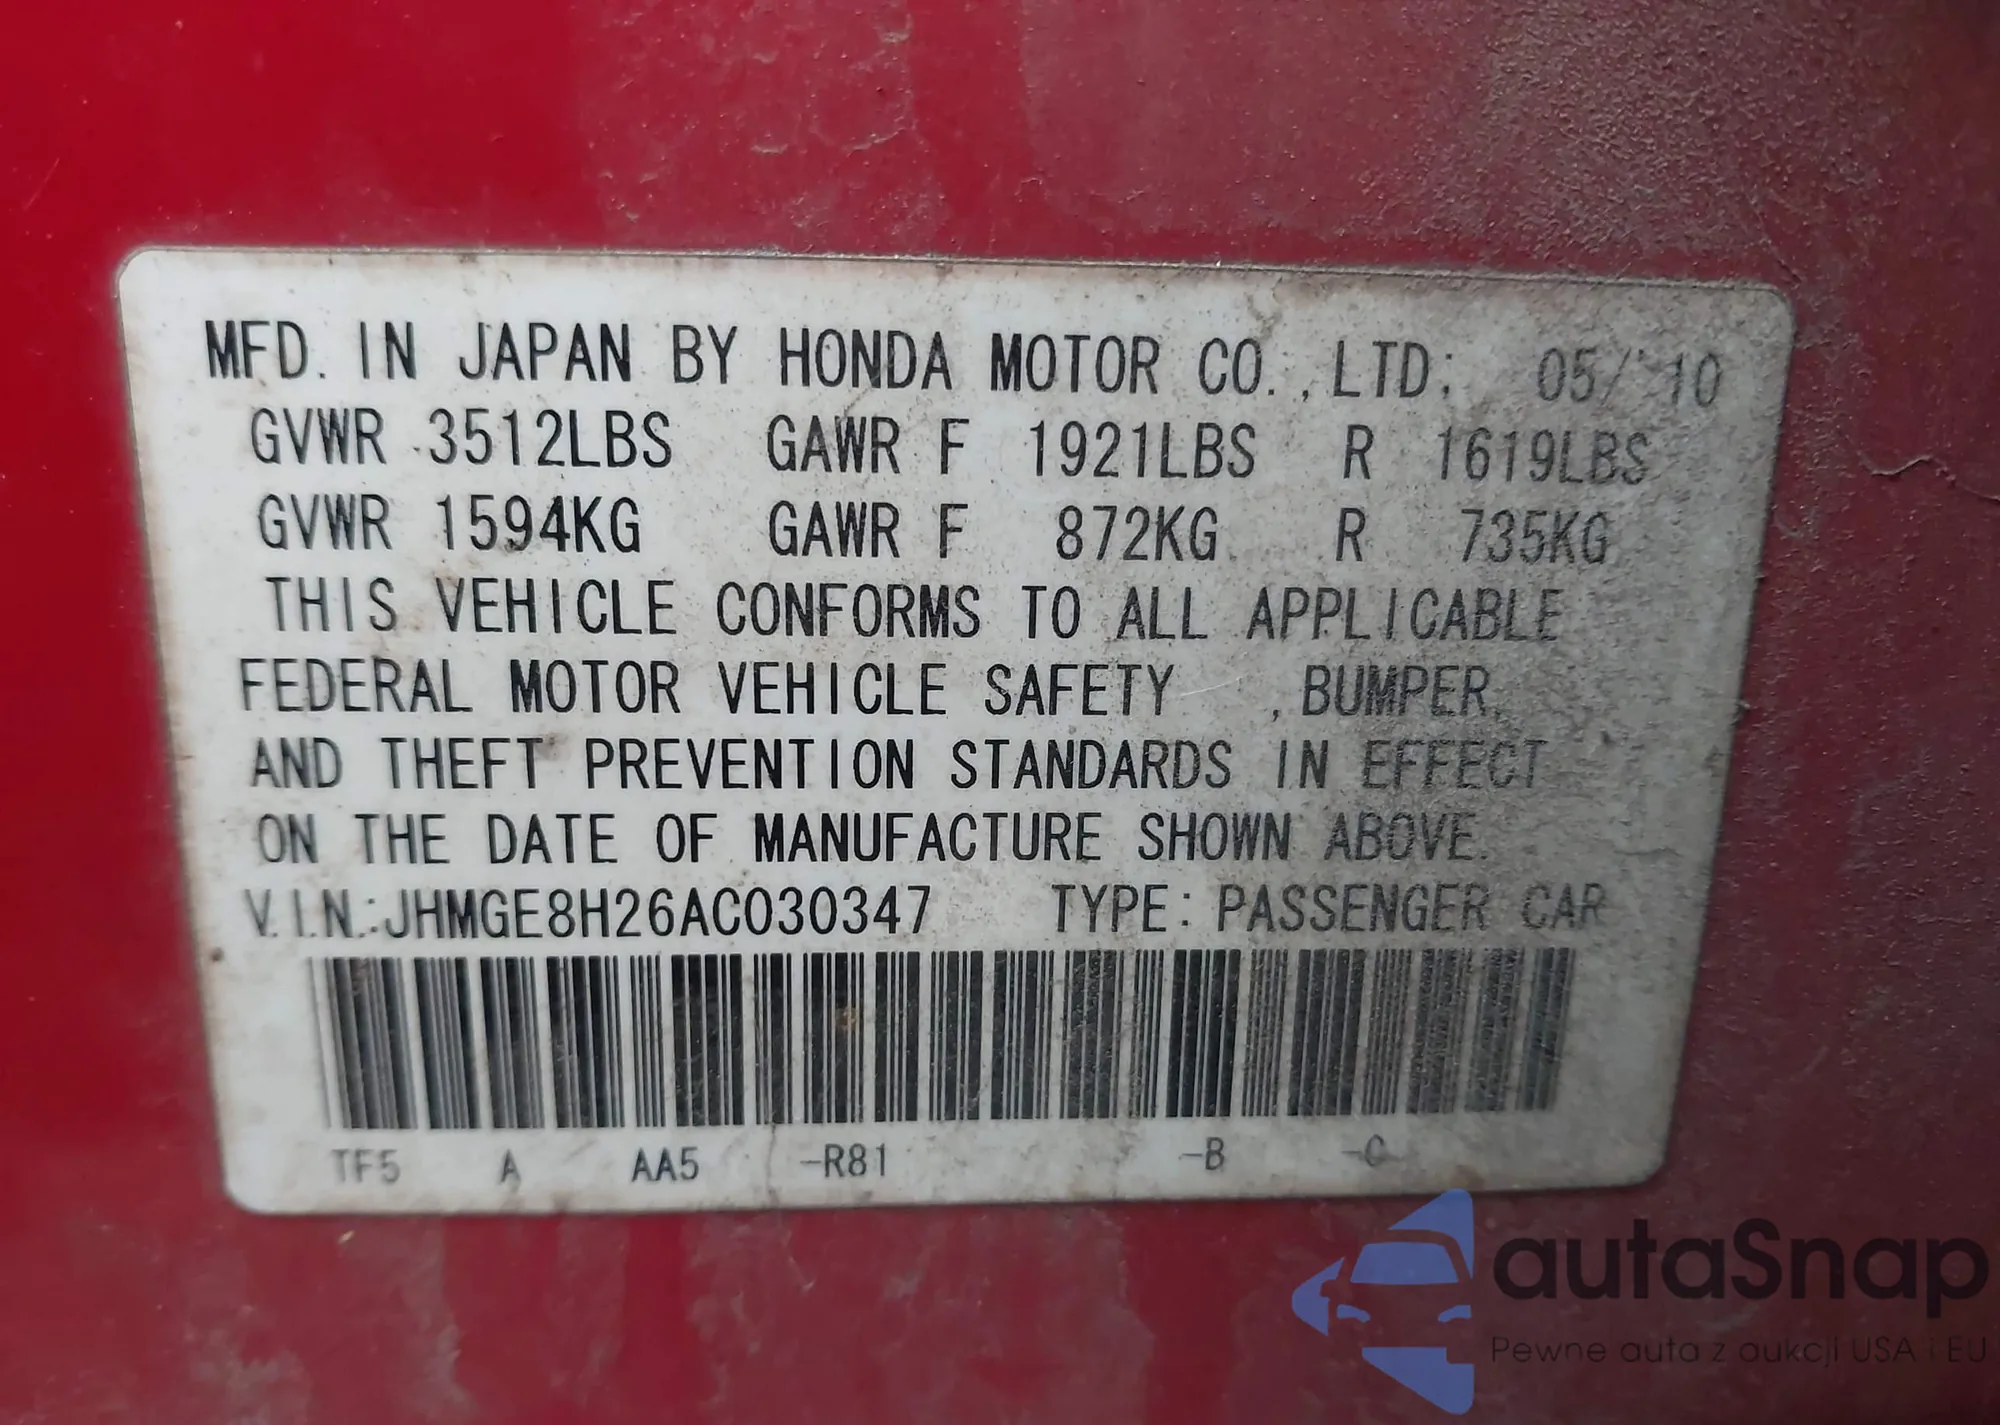 MFD. IN JAPAN BY HONDA MOTOR CO., LTD. 05/'10
GVWR 3512LBS GAWR F 1921LBS R 1619LBS
GVWR 1594KG GAWR F 872KG R 735KG
THIS VEHICLE CONFORMS TO ALL APPLICABLE
FEDERAL MOTOR VEHICLE SAFETY , BUMPER,
AND THEFT PREVENTION STANDARDS IN EFFECT
ON THE DATE OF MANUFACTURE SHOWN ABOVE.
V.I.N.:JHMGE8H26AC030347 TYPE: PASSENGER CAR
TF5 A AA5 -R81 -B -C
autaSnap
Pewne auta z aukcji USA i EU